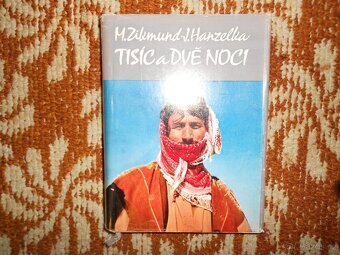 M.Zikmund-J.Hanzelka
TISÍC a DVĚ NOCI